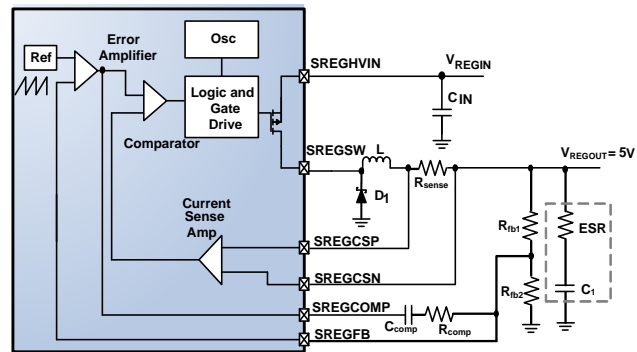 Ref
Error
Amplifier
Osc
Logic and
Gate
Drive
Comparator
Current
Sense
Amp
SREGHVIN
VREGIN
CIN
SREGSW
L
D1
Rsense
VREGOUT = 5V
Rfb1
ESR
Rfb2
C1
SREGCSP
SREGCSN
SREGCOMP
Ccomp
Rcomp
SREGFB